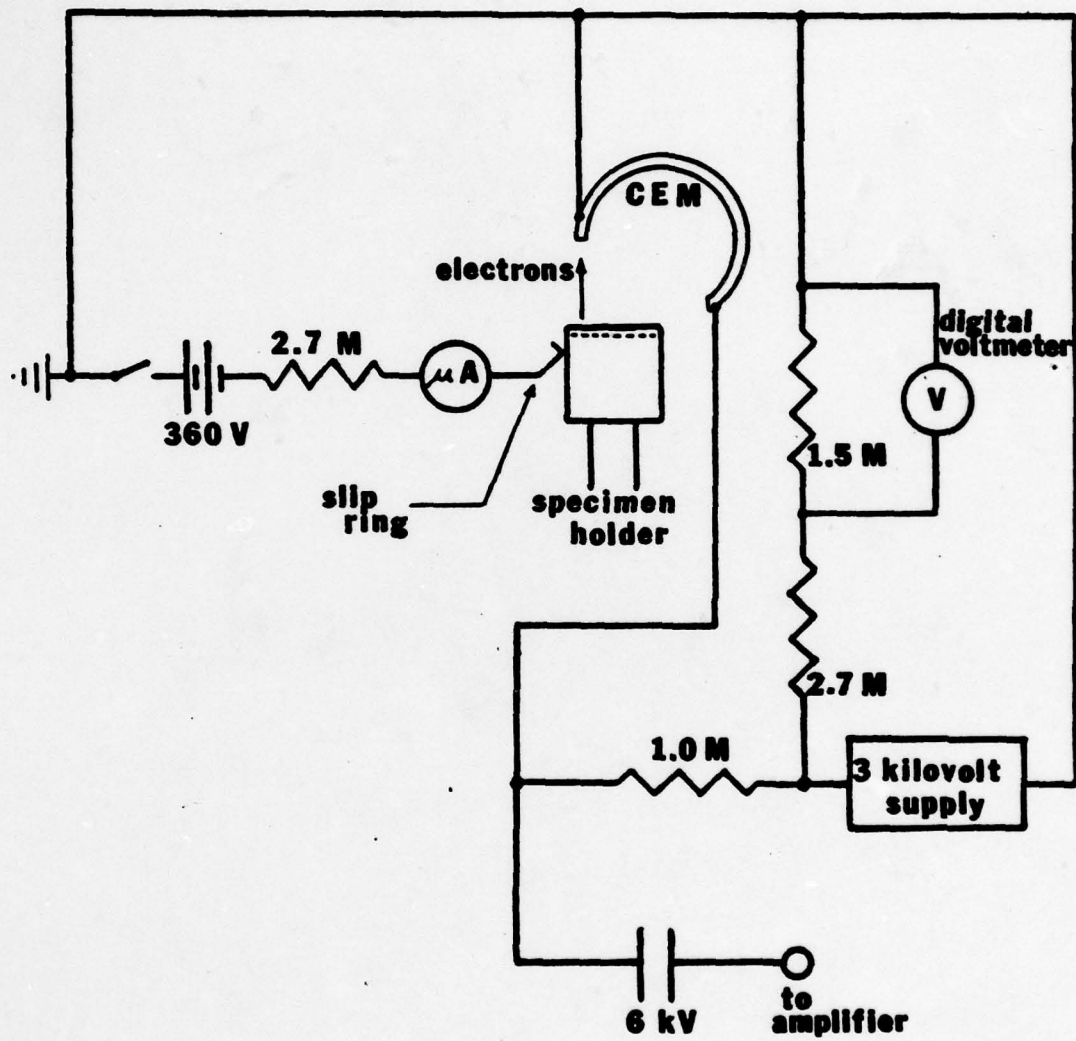 CEM
electrons
2.7 M
μA
360 V
slip
ring
specimen
holder
digital
voltmeter
V
1.5 M
2.7 M
1.0 M
3 kilovolt
supply
6 kV
to
amplifier